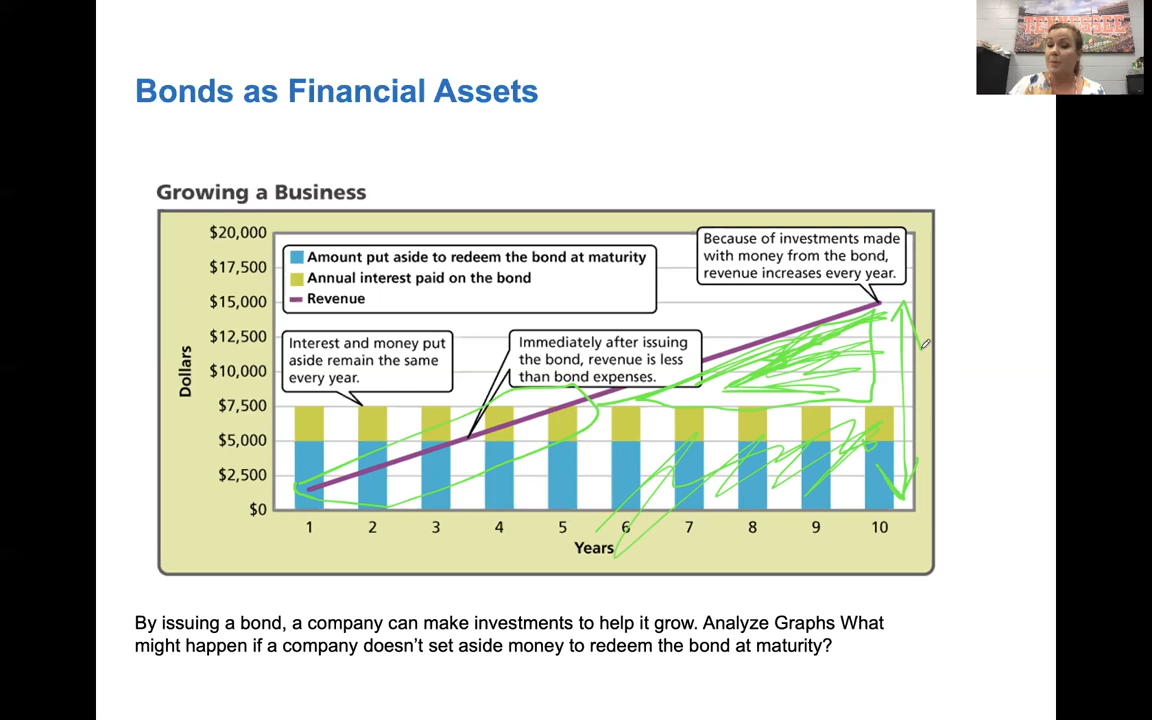 TENNESSEE
Bonds as Financial Assets
Growing a Business
$20,000
$17,500
$15,000
$12,500
$10,000
$7,500
$5,000
$2,500
$0
Dollars
Amount put aside to redeem the bond at maturity
Annual interest paid on the bond
Revenue
Because of investments made
with money from the bond,
revenue increases every year.
Interest and money put
aside remain the same
every year.
Immediately after issuing
the bond, revenue is less
than bond expenses.
1 2 3 4 5 6 7 8 9 10
Years
By issuing a bond, a company can make investments to help it grow. Analyze Graphs What
might happen if a company doesn’t set aside money to redeem the bond at maturity?